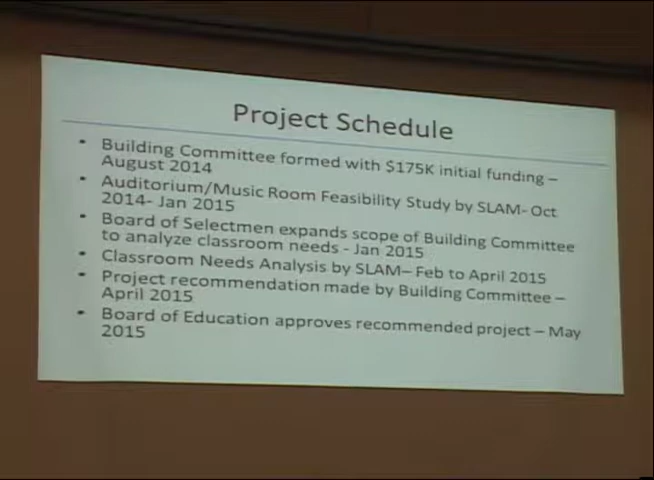 Project Schedule
• Building Committee formed with $175K initial funding –
August 2014
• Auditorium/Music Room Feasibility Study by SLAM- Oct
2014- Jan 2015
• Board of Selectmen expands scope of Building Committee
to analyze classroom needs - Jan 2015
• Classroom Needs Analysis by SLAM– Feb to April 2015
• Project recommendation made by Building Committee –
April 2015
• Board of Education approves recommended project – May
2015